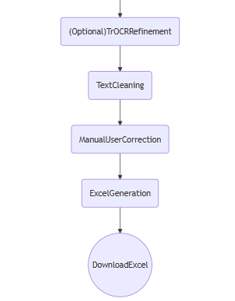 (Optional)TrOCRRefinement
TextCleaning
ManualUserCorrection
ExcelGeneration
DownloadExcel